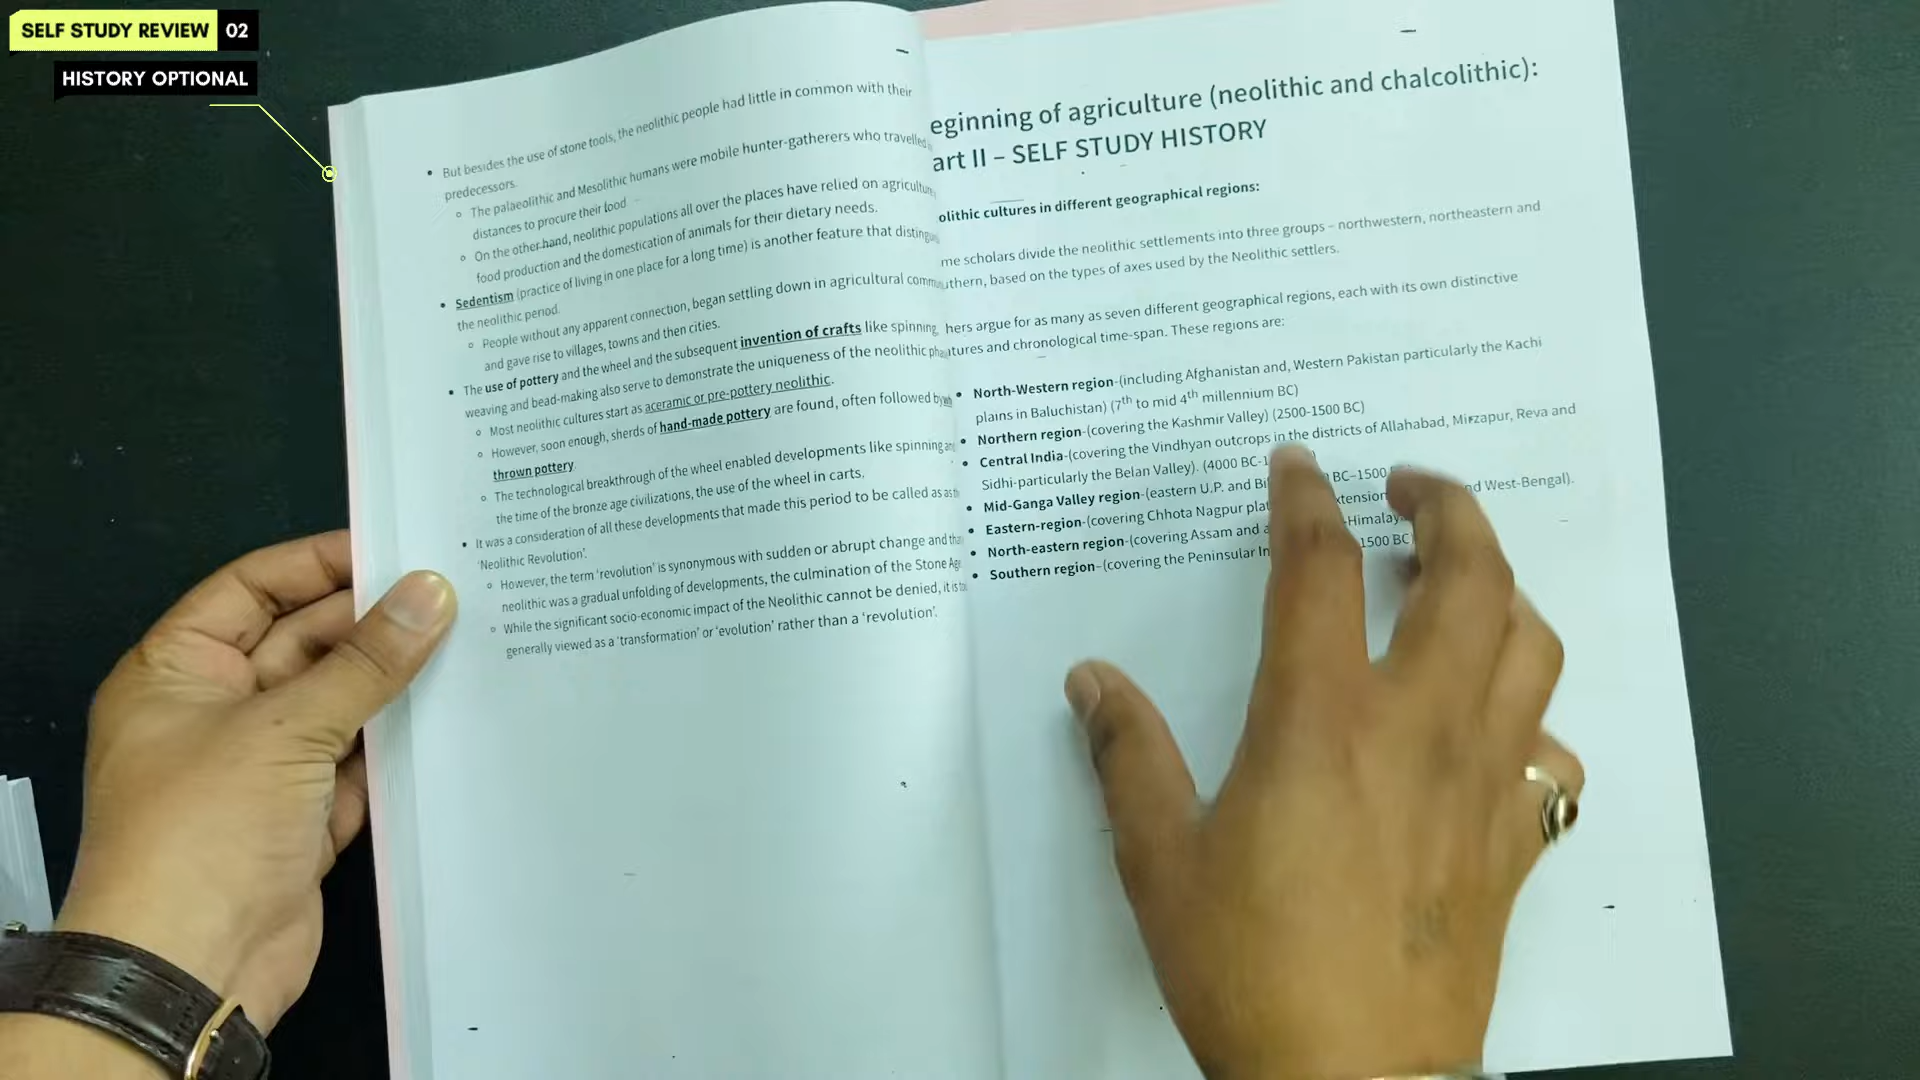 SELF STUDY REVIEW 02
HISTORY OPTIONAL
But besides the use of stone tools, the neolithic people had little in common with their
predecessors.
The palaeolithic and Mesolithic humans were mobile hunter-gatherers who travelled
distances to procure their food
On the other hand, neolithic populations all over the places have relied on agriculture,
food production and the domestication of animals for their dietary needs.
Sedentism (practice of living in one place for a long time) is another feature that
the neolithic period.
People without any apparent connection, began settling down in agricultural
and gave rise to villages, towns and then cities.
The use of pottery and the wheel and the subsequent invention of crafts like spinning,
weaving and bead-making also serve to demonstrate the uniqueness of the neolithic
Most neolithic cultures start as aceramic or pre-pottery neolithic.
However, soon enough, sherds of hand-made pottery are found, often followed by
thrown pottery.
The technological breakthrough of the wheel enabled developments like spinning
the time of the bronze age civilizations, the use of the wheel in carts.
It was a consideration of all these developments that made this period to be called as
'Neolithic Revolution'.
However, the term 'revolution' is synonymous with sudden or abrupt change and
neolithic was a gradual unfolding of developments, the culmination of the Stone Age
While the significant socio-economic impact of the Neolithic cannot be denied, it is
generally viewed as a 'transformation' or 'evolution' rather than a 'revolution'.
eginning of agriculture (neolithic and chalcolithic):
art II – SELF STUDY HISTORY
olithic cultures in different geographical regions:
me scholars divide the neolithic settlements into three groups – northwestern, northeastern and
uthern, based on the types of axes used by the Neolithic settlers.
hers argue for as many as seven different geographical regions, each with its own distinctive
atures and chronological time-span. These regions are:
North-Western region-(including Afghanistan and, Western Pakistan particularly the Kachi
plains in Baluchistan) (7th to mid 4th millennium BC)
Northern region-(covering the Kashmir Valley) (2500-1500 BC)
Central India-(covering the Vindhyan outcrops in the districts of Allahabad, Mirzapur, Reva and
Sidhi-particularly the Belan Valley). (4000 BC-1
Mid-Ganga Valley region-(eastern U.P. and Bi BC–1500
Eastern-region-(covering Chhota Nagpur plat xtension nd West-Bengal).
North-eastern region-(covering Assam and -Himalay
Southern region-(covering the Peninsular In 1500 BC)